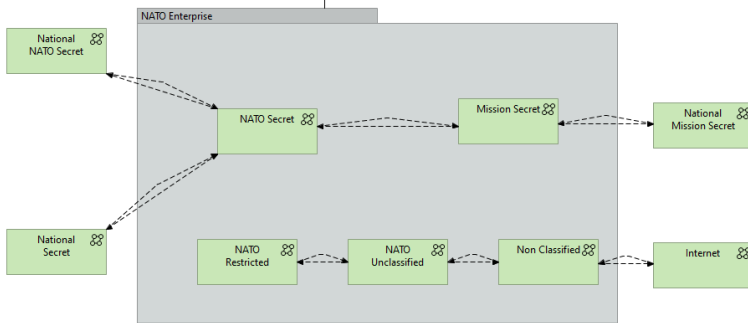 NATO Enterprise
National
NATO Secret
NATO Secret
Mission Secret
National
Mission Secret
National
Secret
NATO
Restricted
NATO
Unclassified
Non Classified
Internet